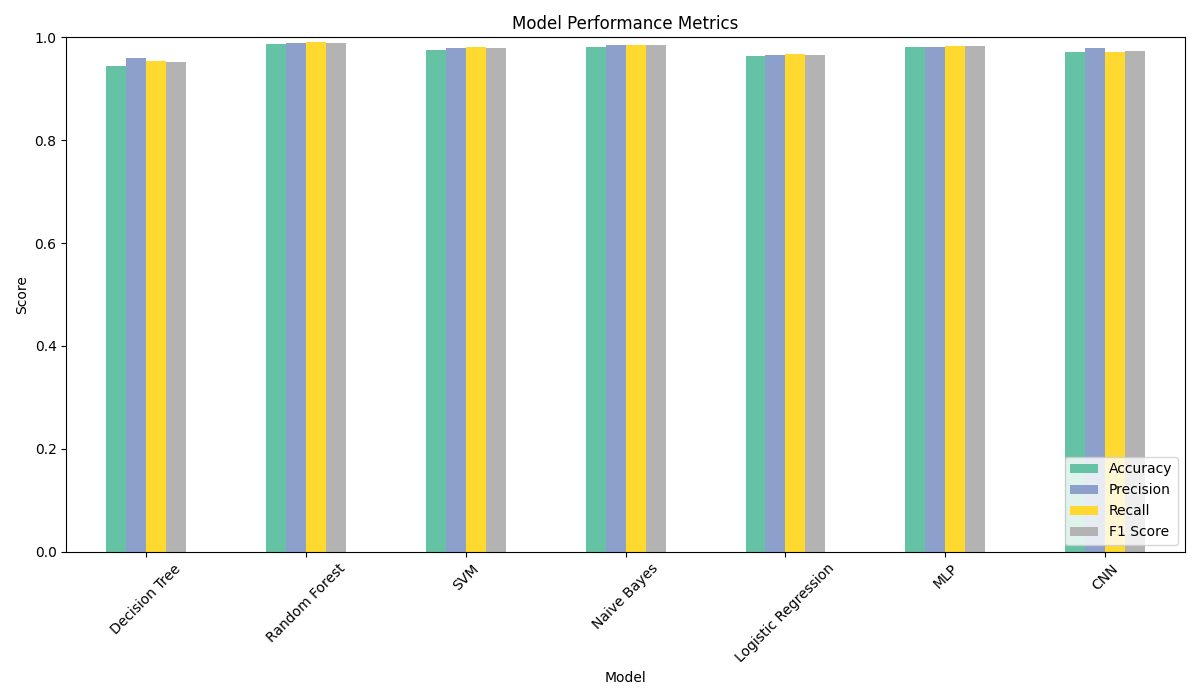 Model Performance Metrics
1.0
0.8
0.6
0.4
0.2
0.0
Score
Accuracy
Precision
Recall
F1 Score
Decision Tree
Random Forest
SVM
Naive Bayes
Logistic Regression
MLP
CNN
Model